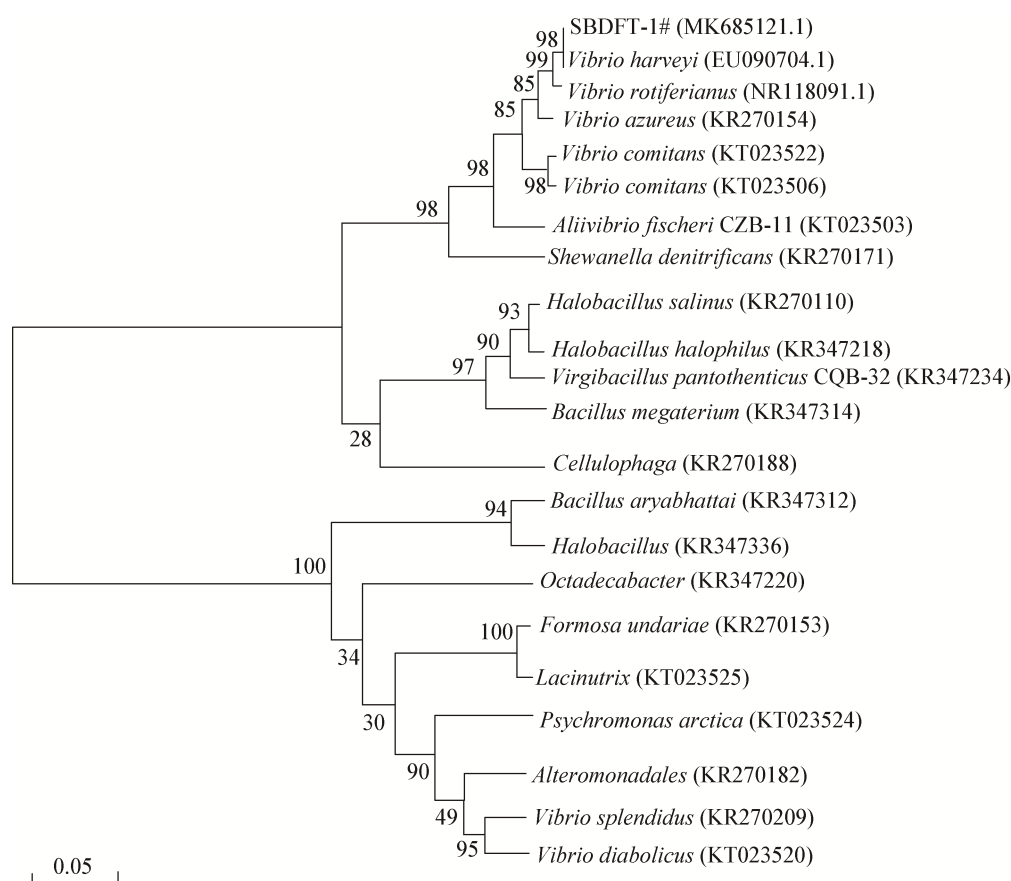 SBDFT-1# (MK685121.1)
98
Vibrio harveyi (EU090704.1)
99
Vibrio rotiferianus (NR118091.1)
85
Vibrio azureus (KR270154)
85
Vibrio comitans (KT023522)
98
Vibrio comitans (KT023506)
98
Aliivibrio fischeri CZB-11 (KT023503)
98
Shewanella denitrificans (KR270171)
Halobacillus salinus (KR270110)
93
Halobacillus halophilus (KR347218)
90
Virgibacillus pantothenticus CQB-32 (KR347234)
97
Bacillus megaterium (KR347314)
28
Cellulophaga (KR270188)
Bacillus aryabhattai (KR347312)
94
Halobacillus (KR347336)
100
Octadecabacter (KR347220)
Formosa undariae (KR270153)
100
34
Lacinutrix (KT023525)
30
Psychromonas arctica (KT023524)
90
Alteromonadales (KR270182)
49
Vibrio splendidus (KR270209)
95
Vibrio diabolicus (KT023520)
0.05